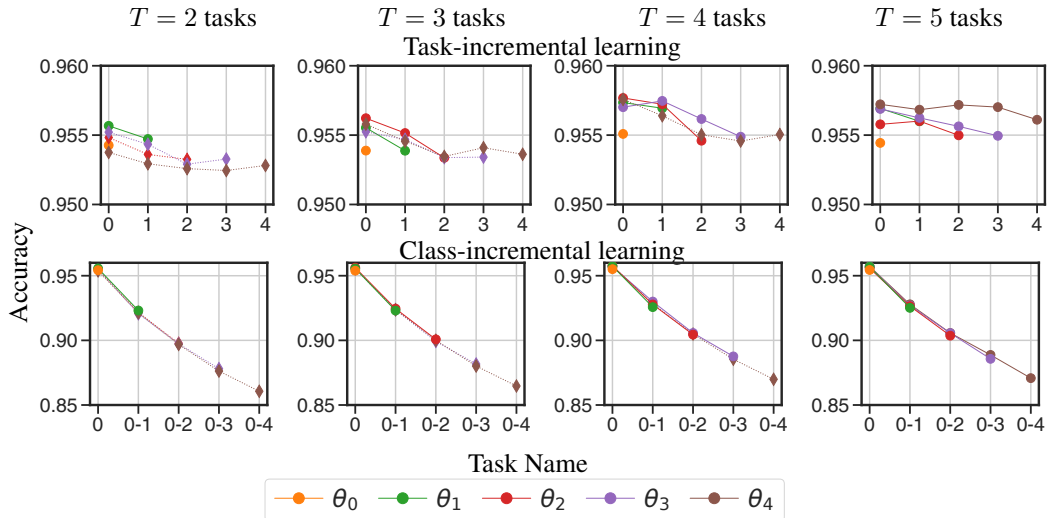 T = 2 tasks T = 3 tasks T = 4 tasks T = 5 tasks
Task-incremental learning
0.960 0.960 0.960 0.960
0.955 0.955 0.955 0.955
0.950 0.950 0.950 0.950
0 1 2 3 4 0 1 2 3 4 0 1 2 3 4 0 1 2 3 4
Accuracy
Class-incremental learning
0.95 0.95 0.95 0.95
0.90 0.90 0.90 0.90
0.85 0.85 0.85 0.85
0 0-1 0-2 0-3 0-4 0 0-1 0-2 0-3 0-4 0 0-1 0-2 0-3 0-4 0 0-1 0-2 0-3 0-4
Task Name
θ0 θ1 θ2 θ3 θ4